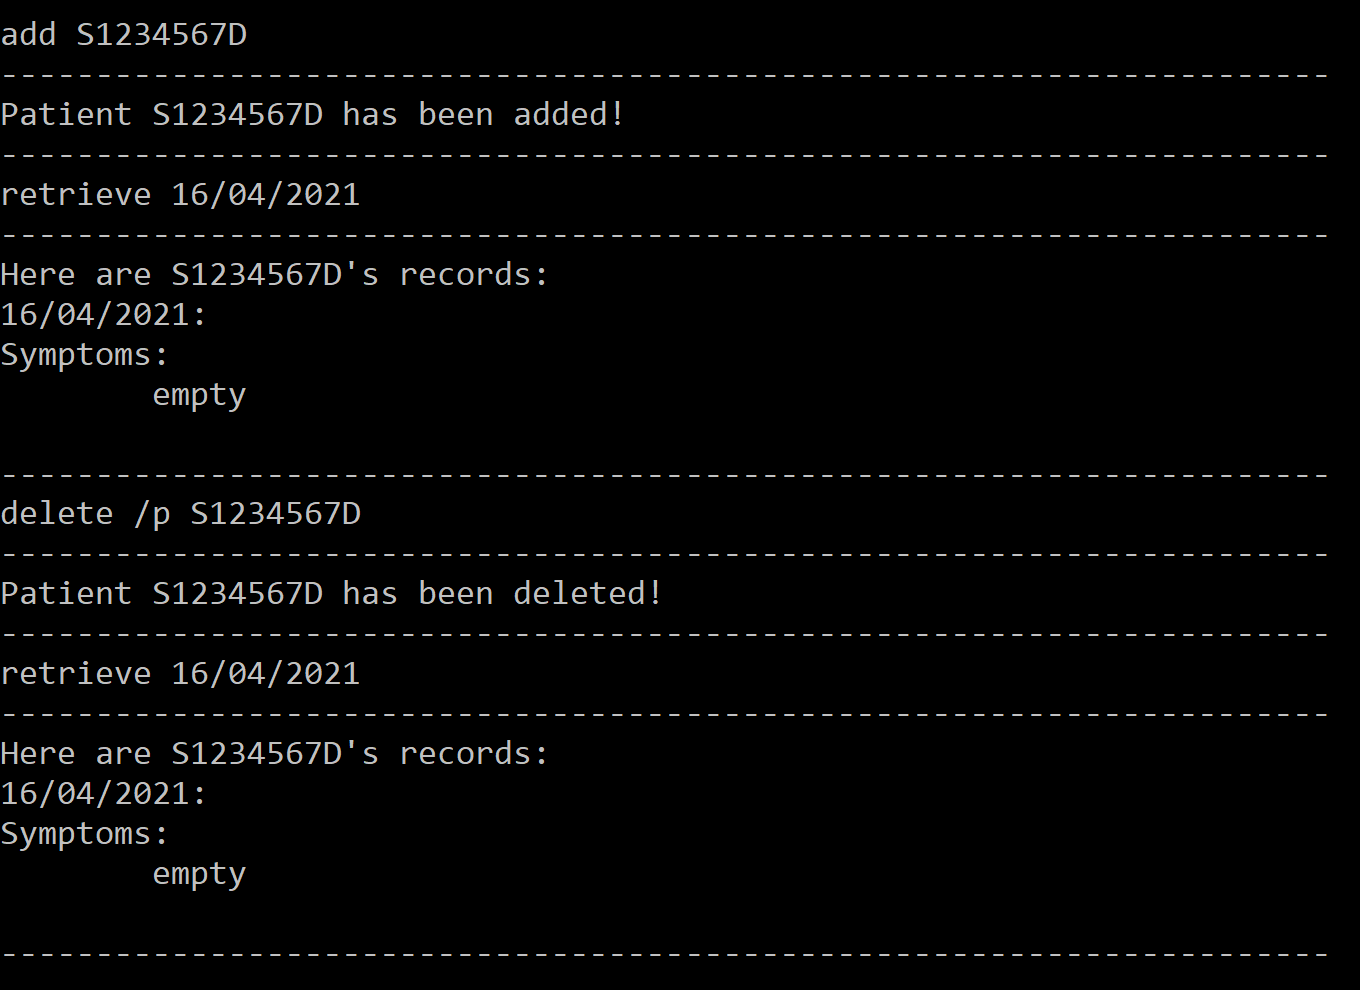 add S1234567D
----------------------------------------------------------------------
Patient S1234567D has been added!
----------------------------------------------------------------------
retrieve 16/04/2021
----------------------------------------------------------------------
Here are S1234567D's records:
16/04/2021:
Symptoms:
        empty

----------------------------------------------------------------------
delete /p S1234567D
----------------------------------------------------------------------
Patient S1234567D has been deleted!
----------------------------------------------------------------------
retrieve 16/04/2021
----------------------------------------------------------------------
Here are S1234567D's records:
16/04/2021:
Symptoms:
        empty

----------------------------------------------------------------------